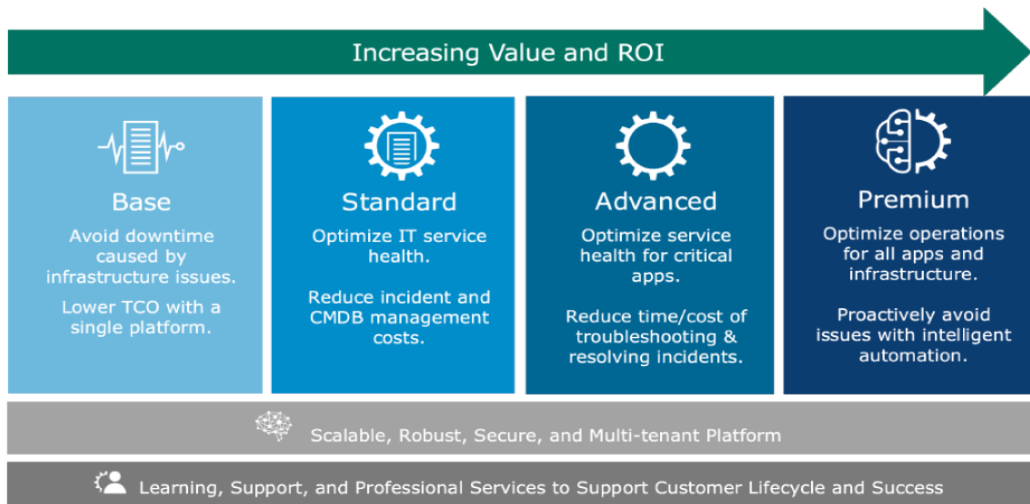 Increasing Value and ROI
Base
Avoid downtime
caused by
infrastructure issues.
Lower TCO with a
single platform.
Standard
Optimize IT service
health.
Reduce incident and
CMDB management
costs.
Advanced
Optimize service
health for critical
apps.
Reduce time/cost of
troubleshooting &
resolving incidents.
Premium
Optimize operations
for all apps and
infrastructure.
Proactively avoid
issues with intelligent
automation.
Scalable, Robust, Secure, and Multi-tenant Platform
Learning, Support, and Professional Services to Support Customer Lifecycle and Success